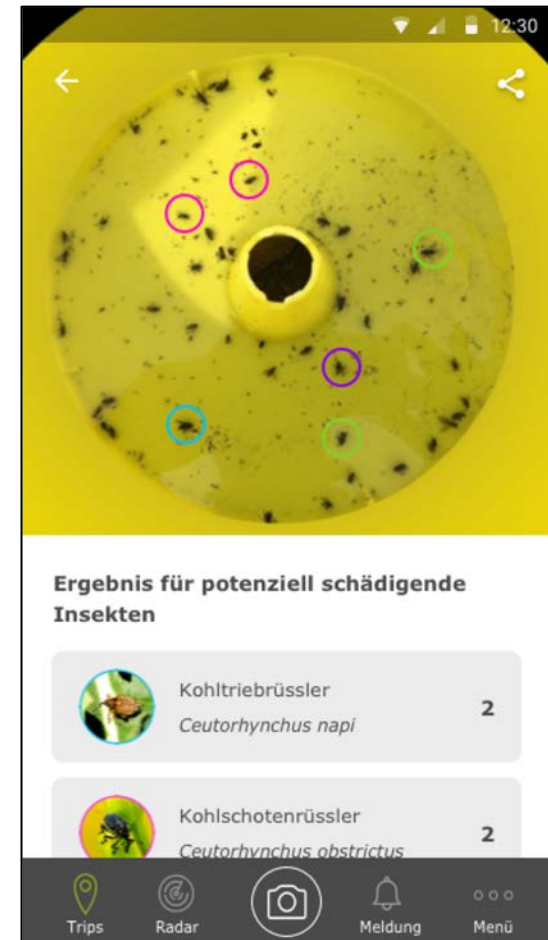 12:30
Ergebnis für potenziell schädigende
Insekten
Kohltriebrüssler
2
Ceutorhynchus napi
Kohlschotenrüssler
2
Ceutorhynchus obstrictus
Trips
Radar
Meldung
Menü